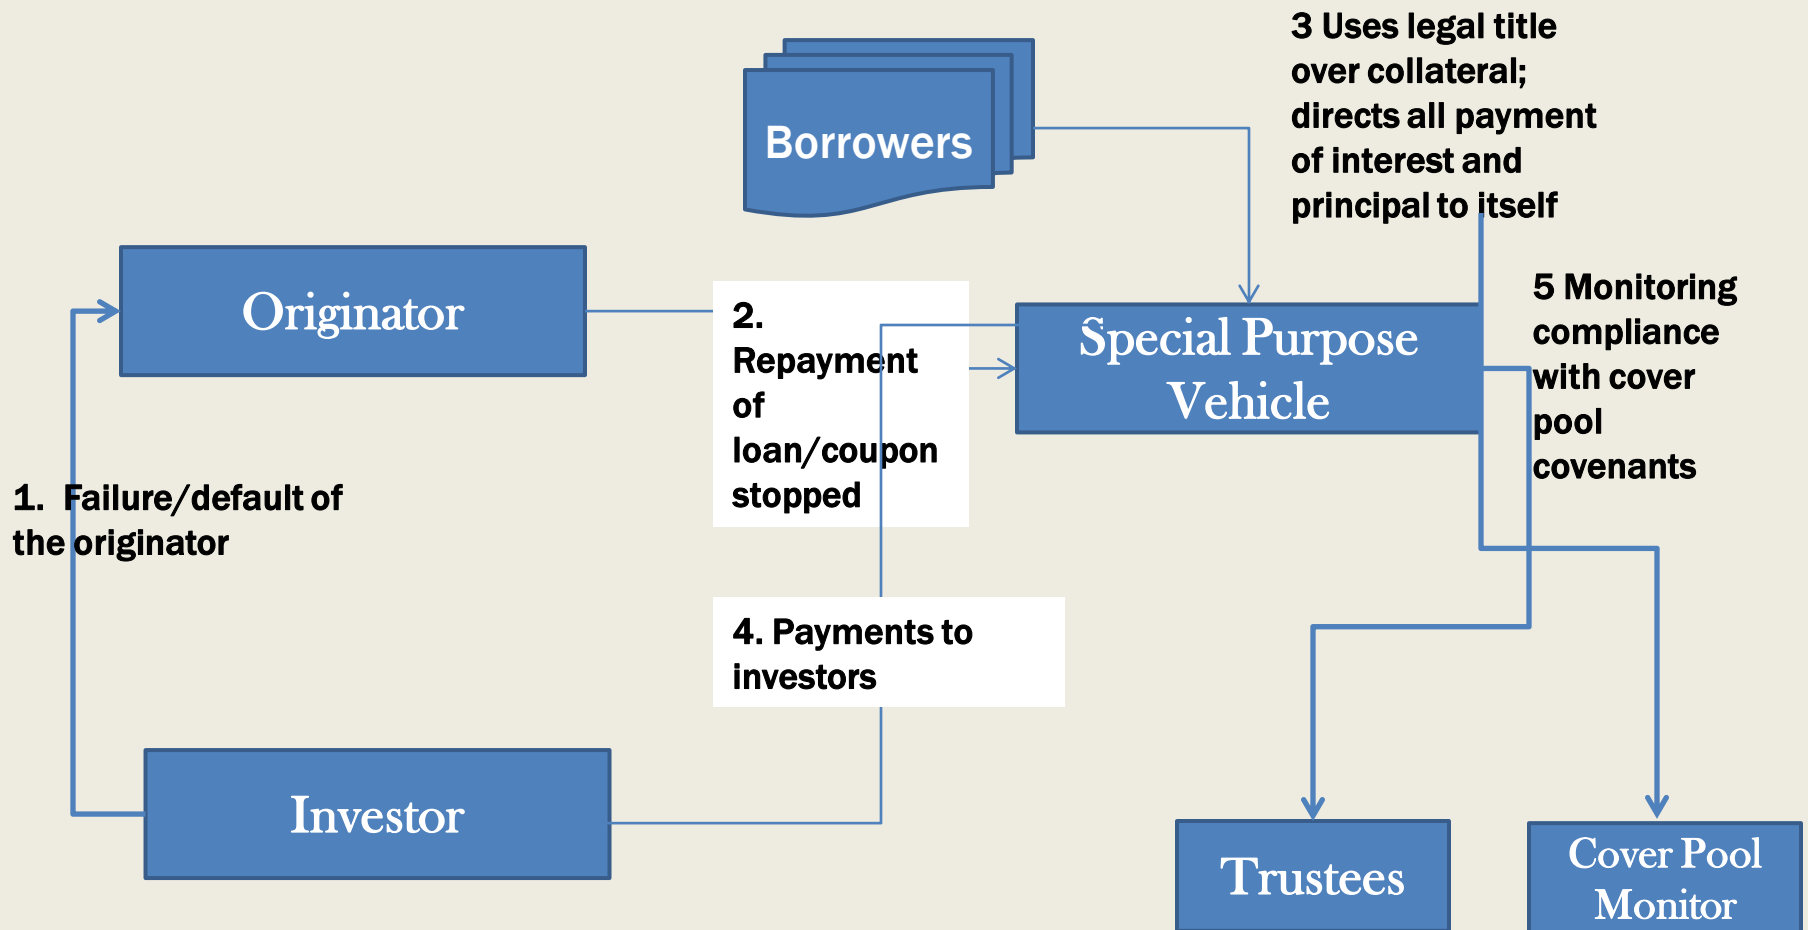 3 Uses legal title
over collateral;
directs all payment
of interest and
principal to itself
Borrowers
Originator
2.
Repayment
of
loan/coupon
stopped
Special Purpose
Vehicle
5 Monitoring
compliance
with cover
pool
covenants
1. Failure/default of
the originator
4. Payments to
investors
Investor
Trustees
Cover Pool
Monitor